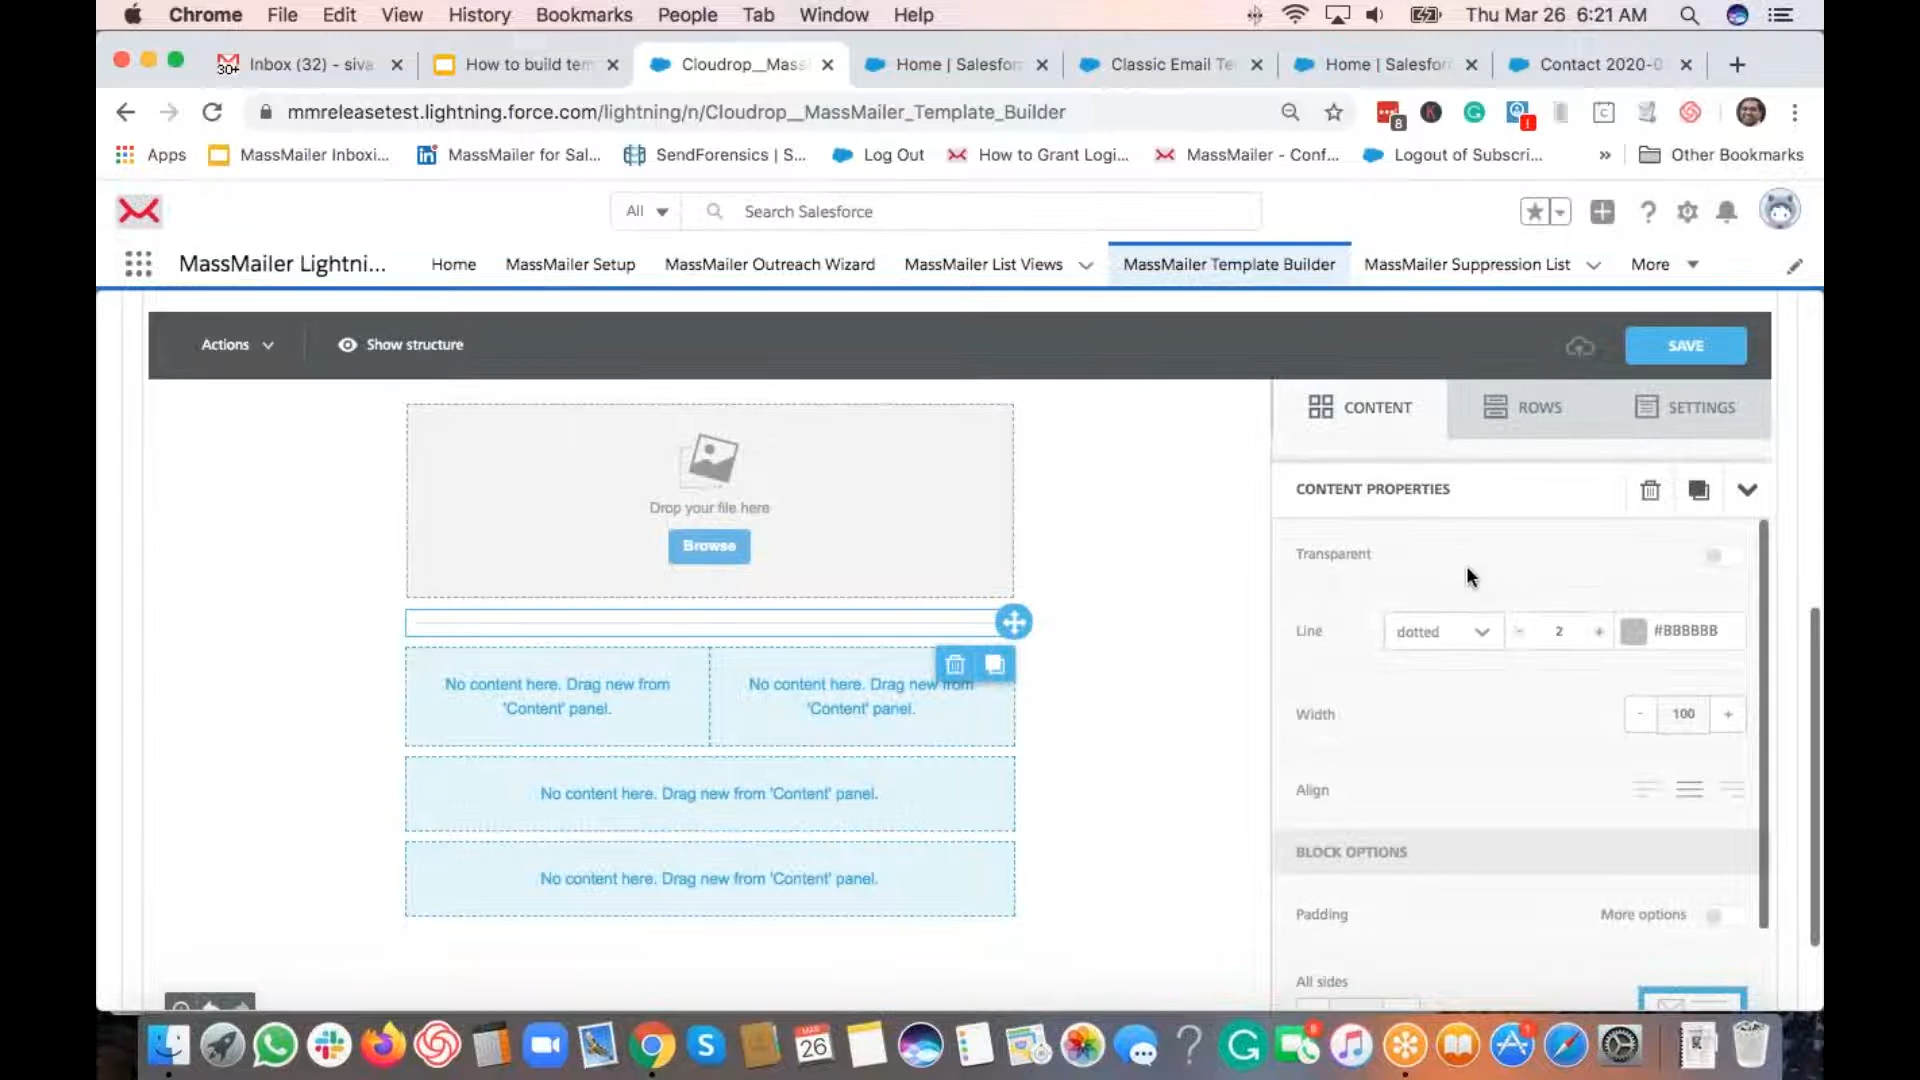 Chrome File Edit View History Bookmarks People Tab Window Help Thu Mar 26 6:21 AM
30+ Inbox (32) - siva How to build tem Cloudrop__Mass Home | Salesfor Classic Email Te Home | Salesfor Contact 2020-0
mmreleasetest.lightning.force.com/lightning/n/Cloudrop__MassMailer_Template_Builder
8 1
Apps MassMailer Inboxi... MassMailer for Sal... SendForensics | S... Log Out How to Grant Logi... MassMailer - Conf... Logout of Subscri... » Other Bookmarks
All Search Salesforce
MassMailer Lightni... Home MassMailer Setup MassMailer Outreach Wizard MassMailer List Views MassMailer Template Builder MassMailer Suppression List More
Actions Show structure SAVE
CONTENT ROWS SETTINGS
CONTENT PROPERTIES
Drop your file here
Browse
Transparent
Line dotted - 2 + #BBBBBB
No content here. Drag new from 'Content' panel.
No content here. Drag new from 'Content' panel.
Width - 100 +
No content here. Drag new from 'Content' panel.
Align
BLOCK OPTIONS
No content here. Drag new from 'Content' panel.
Padding More options
All sides
MAR 26